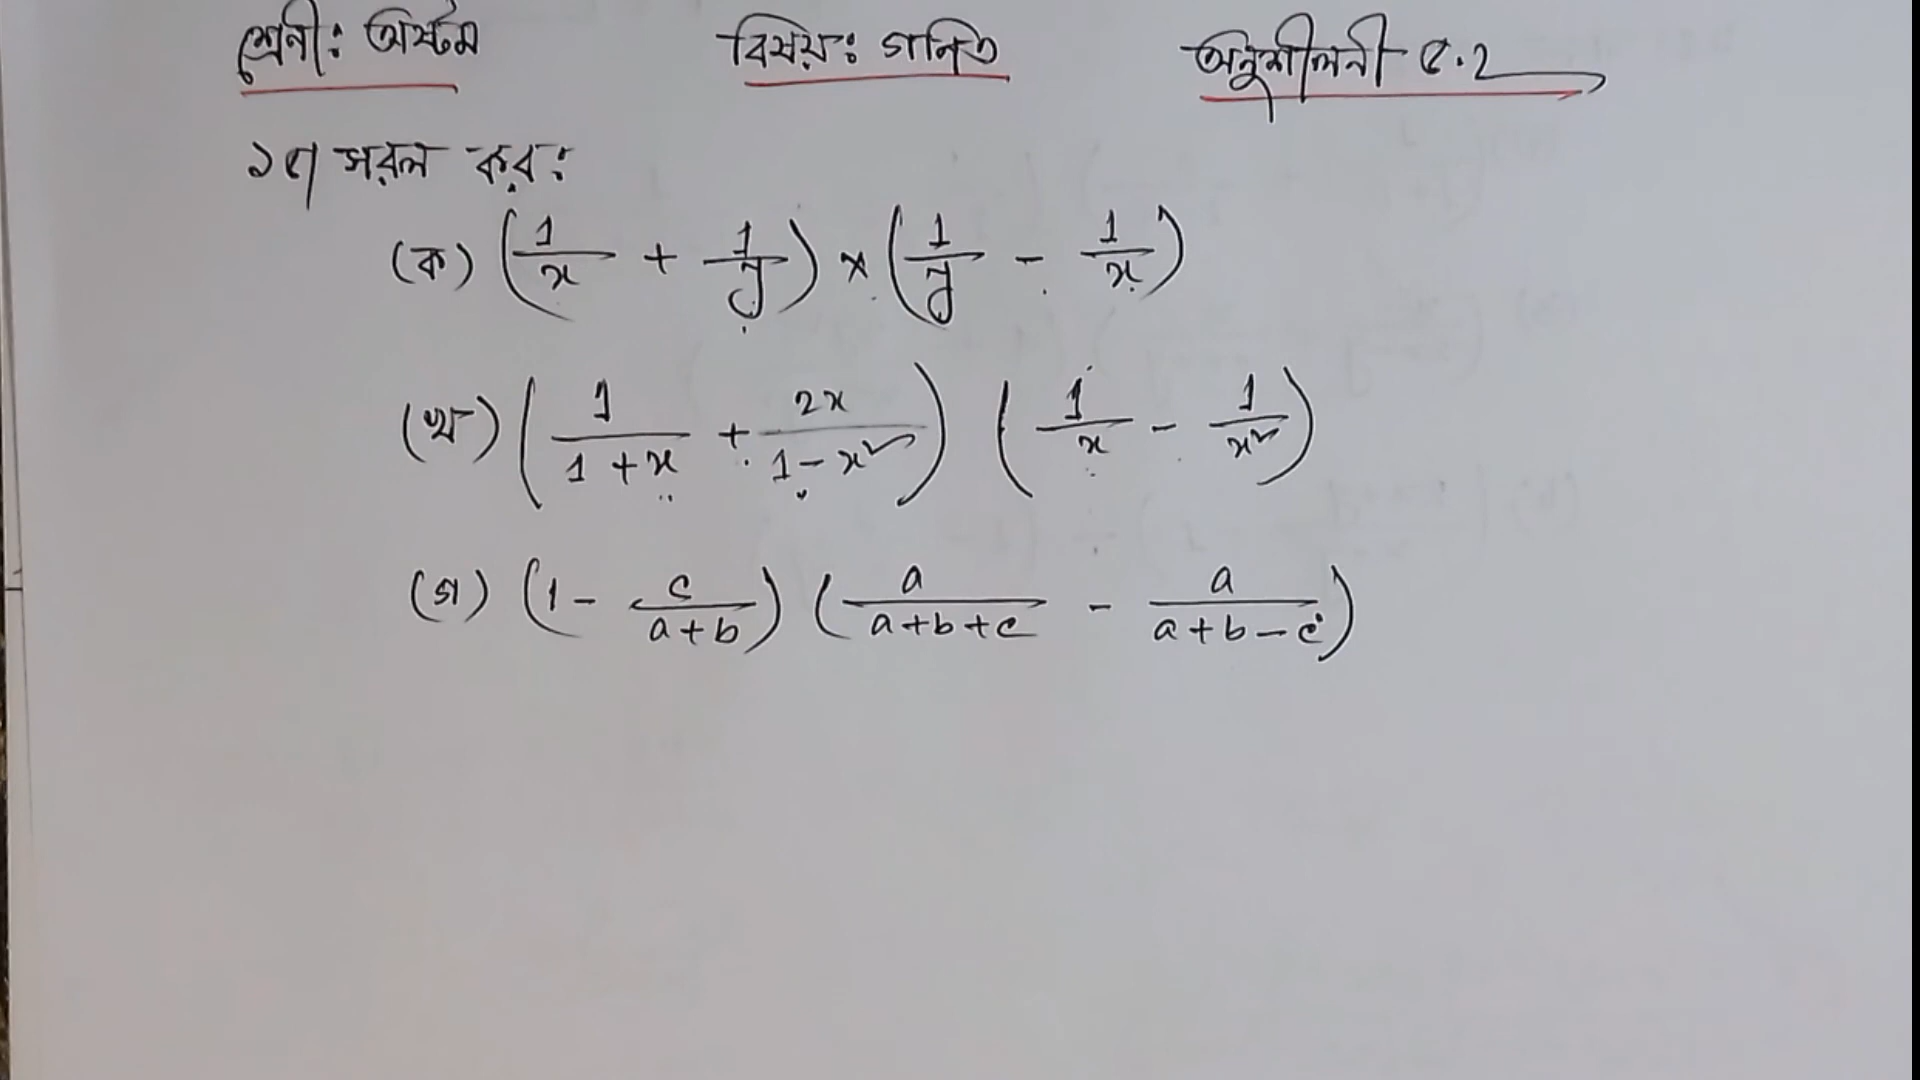 শ্রেনী: অষ্টম বিষয়: গনিত অনুশীলনী ৫.২
১৫। সরল কর:
(ক) (1/x + 1/y) × (1/y - 1/x)
(খ) (1/(1+x) + 2x/(1-x²)) (1/x - 1/x²)
(গ) (1 - c/(a+b)) (a/(a+b+c) - a/(a+b-c))